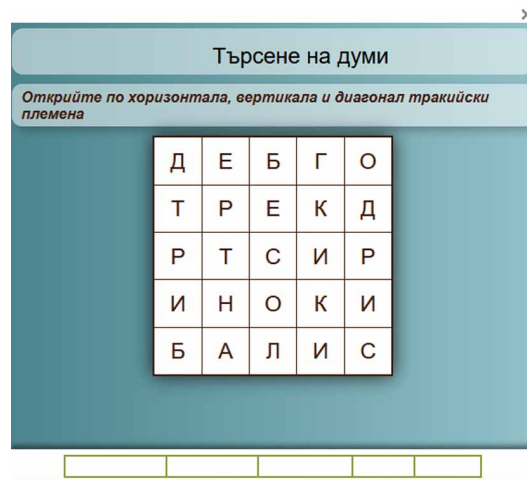 Търсене на думи
Открийте по хоризонтала, вертикала и диагонал тракийски
племена
Д Е Б Г О
Т Р Е К Д
Р Т С И Р
И Н О К И
Б А Л И С